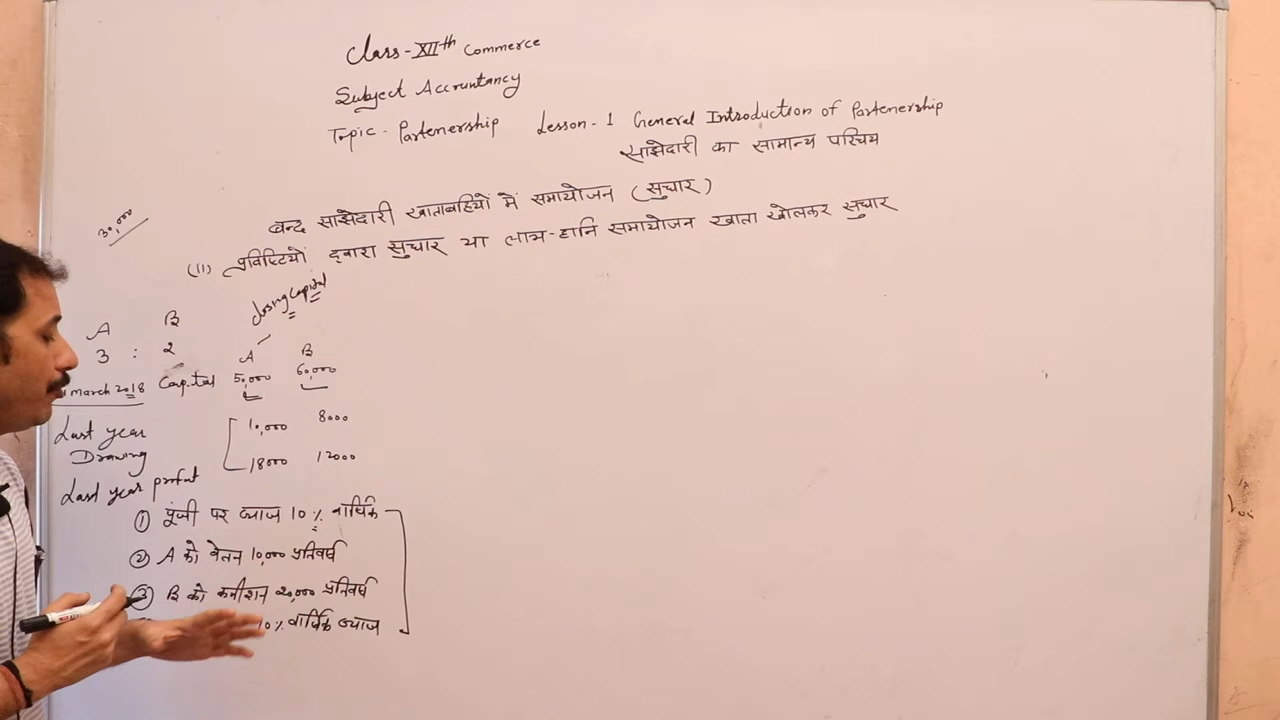 Class-XIIth Commerce
Subject Accountancy
Topic- Partenership Lesson-1 General Introduction of Partenership
साझेदारी का सामान्य परिचय
30,000
बन्द साझेदारी खाताबहियों में समायोजन (सुधार)
(ii) प्रविष्टियों द्वारा सुधार या लाभ-हानि समायोजन खाता खोलकर सुधार
closing capital
A B
3 : 2
A B
march 2018 Capital 50,000 60,000
Last year Drawing 10,000 8000
Last year profit 18000 12000
① पूंजी पर ब्याज 10% वार्षिक
② A को वेतन 10,000 प्रतिवर्ष
③ B को कमीशन 20,000 प्रतिवर्ष
10% वार्षिक ब्याज